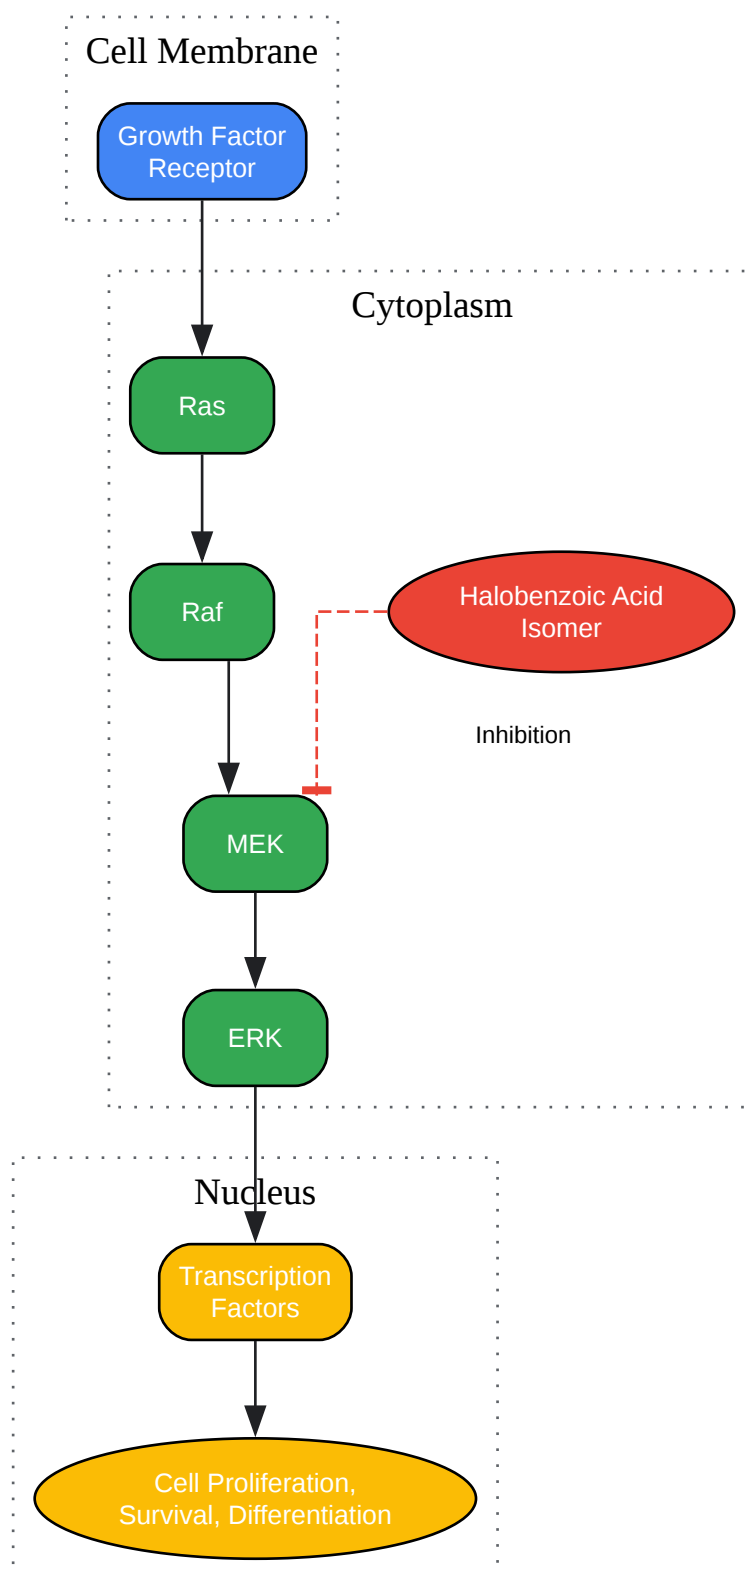 Cell Membrane
Growth Factor
Receptor
Cytoplasm
Ras
Raf
Halobenzoic Acid
Isomer
Inhibition
MEK
ERK
Nucleus
Transcription
Factors
Cell Proliferation,
Survival, Differentiation